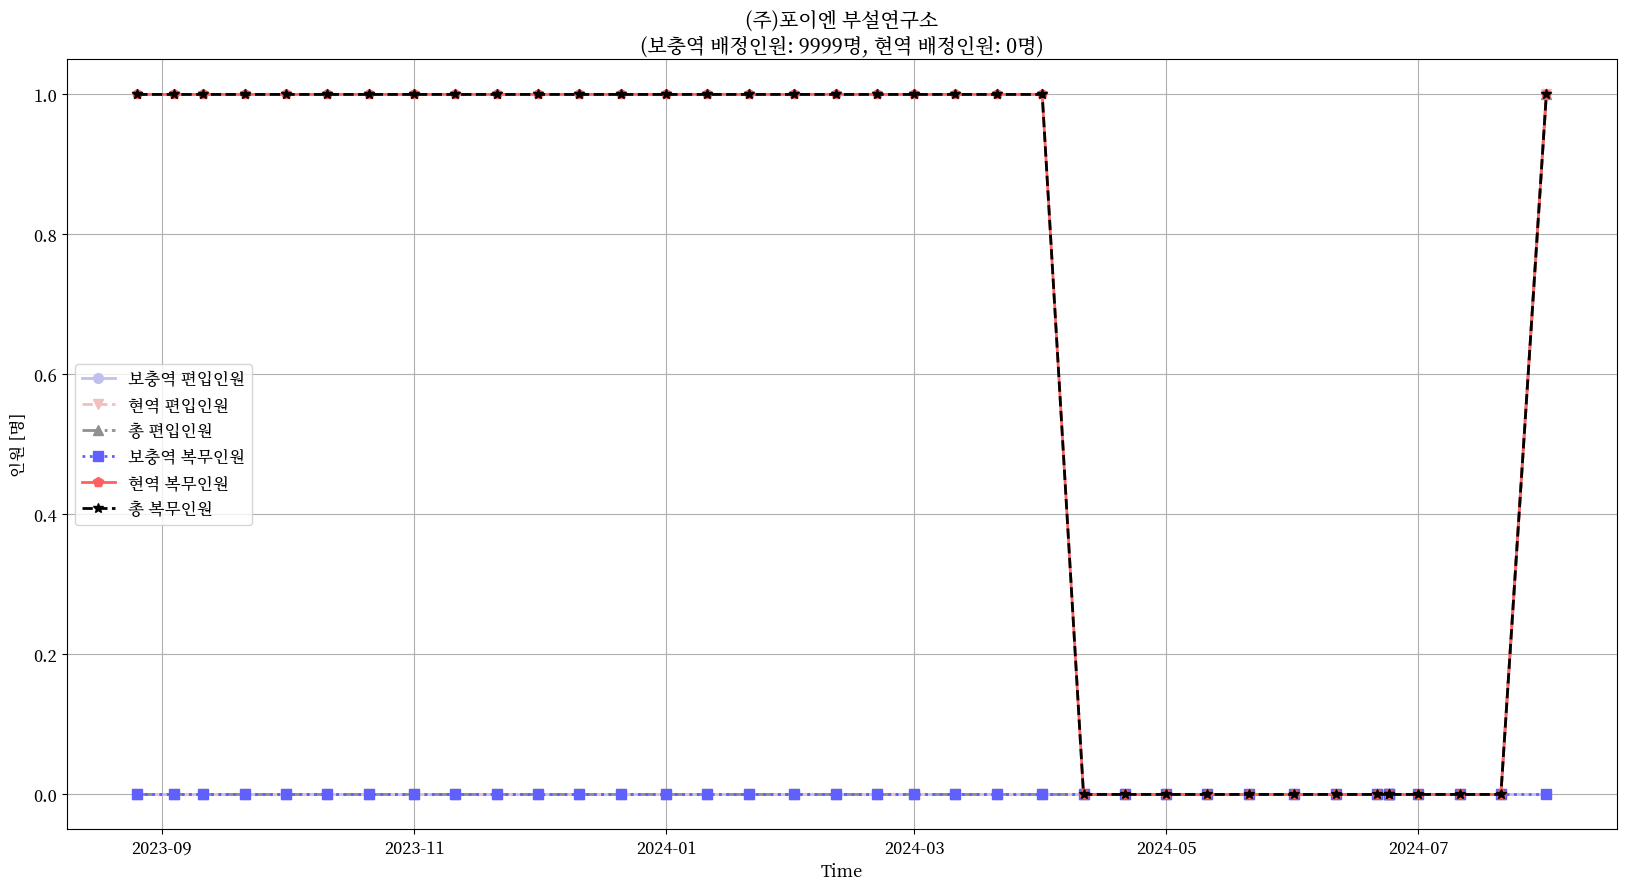 (주)포이엔 부설연구소
(보충역 배정인원: 9999명, 현역 배정인원: 0명)
1.0
0.8
0.6
0.4
0.2
0.0
인원 [명]
보충역 편입인원
현역 편입인원
총 편입인원
보충역 복무인원
현역 복무인원
총 복무인원
2023-09
2023-11
2024-01
2024-03
2024-05
2024-07
Time